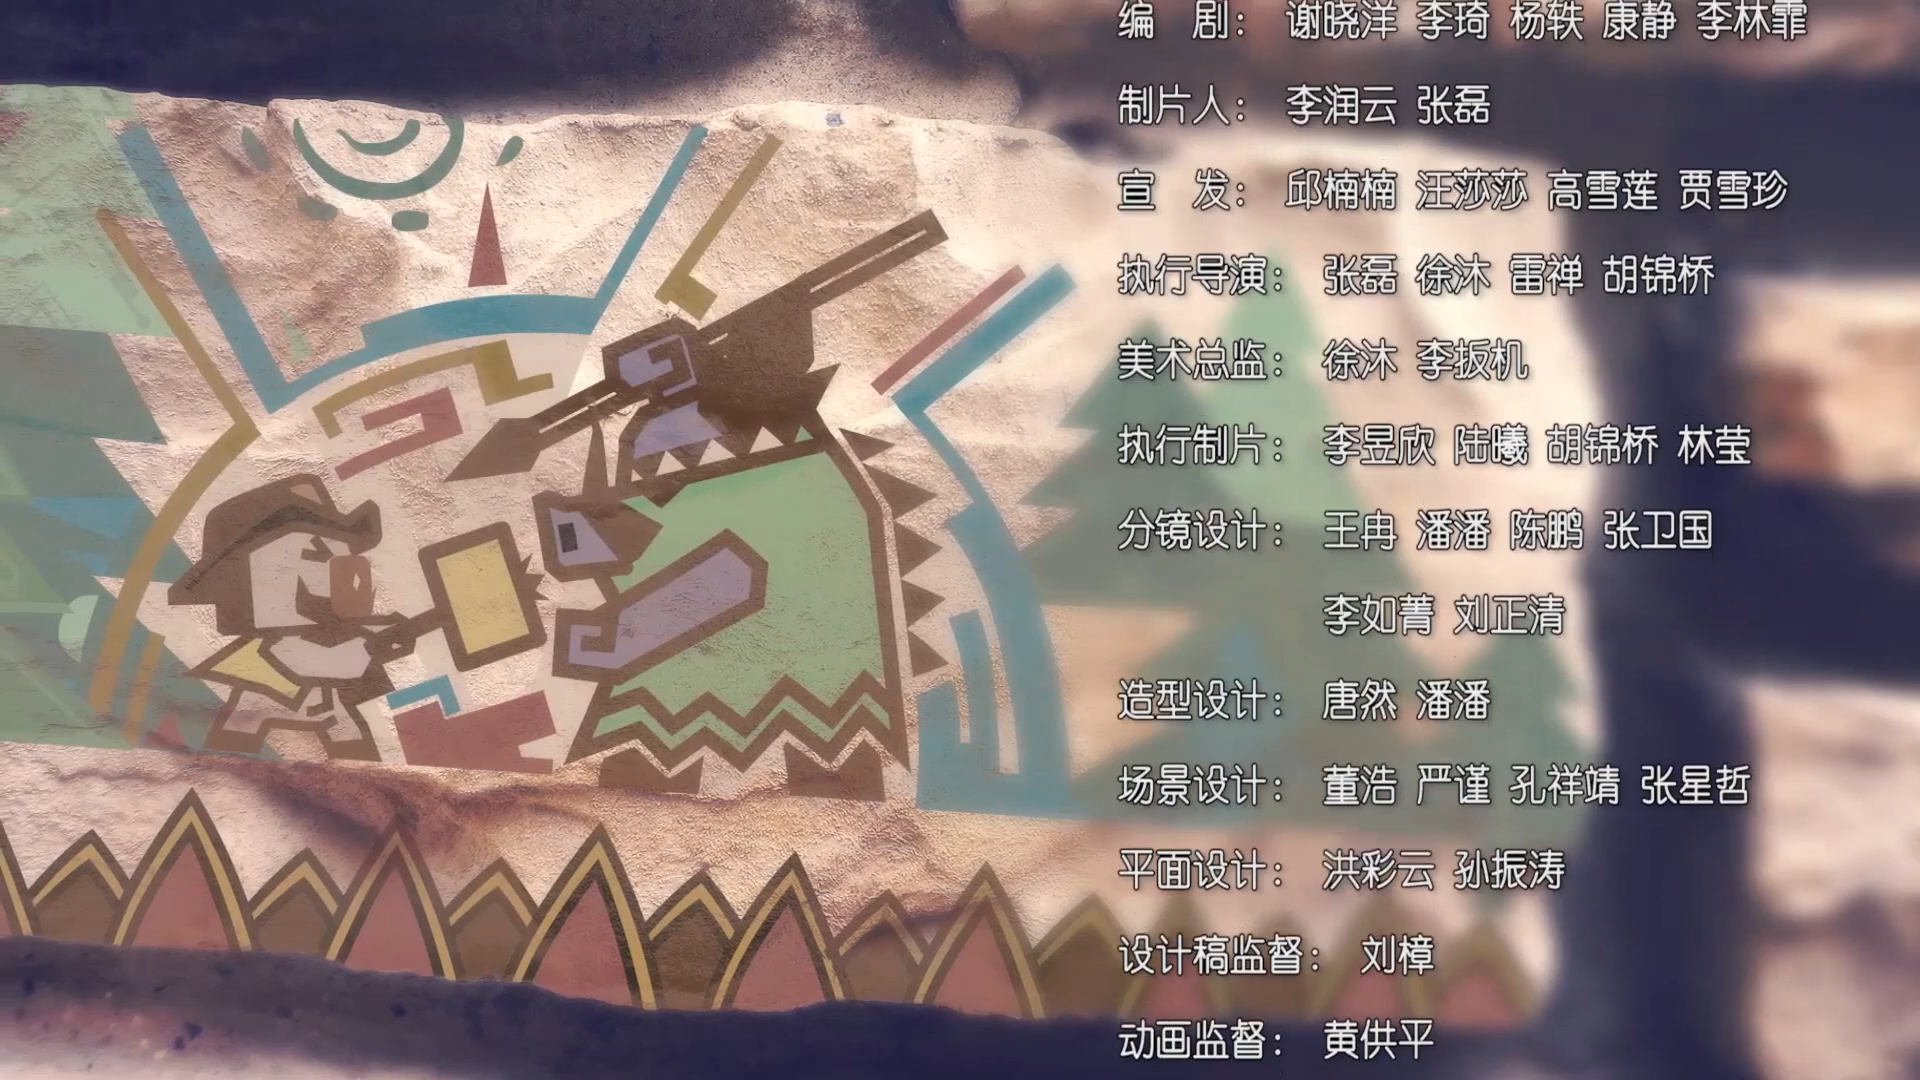 编　剧： 谢晓洋 李琦 杨轶 康静 李林霏
制片人： 李润云 张磊
宣　发： 邱楠楠 汪莎莎 高雪莲 贾雪珍
执行导演： 张磊 徐沐 雷禅 胡锦桥
美术总监： 徐沐 李扳机
执行制片： 李昱欣 陆曦 胡锦桥 林莹
分镜设计： 王冉 潘潘 陈鹏 张卫国
李如菁 刘正清
造型设计： 唐然 潘潘
场景设计： 董浩 严谨 孔祥靖 张星哲
平面设计： 洪彩云 孙振涛
设计稿监督： 刘樟
动画监督： 黄供平